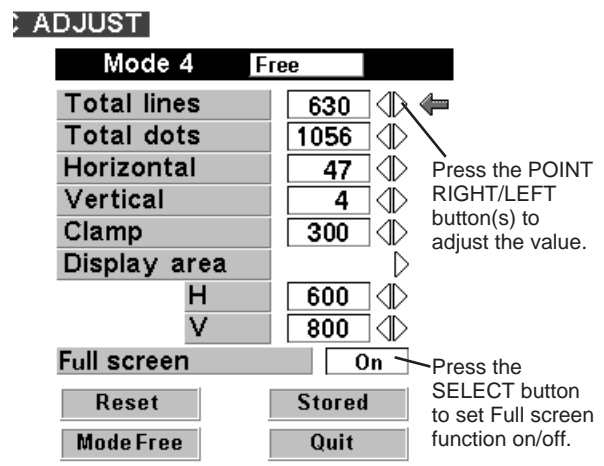 C ADJUST
Mode 4 Free
Total lines 630
Total dots 1056
Horizontal 47
Vertical 4
Clamp 300
Display area
H 600
V 800
Full screen On
Reset Stored
Mode Free Quit
Press the POINT
RIGHT/LEFT
button(s) to
adjust the value.
Press the
SELECT button
to set Full screen
function on/off.